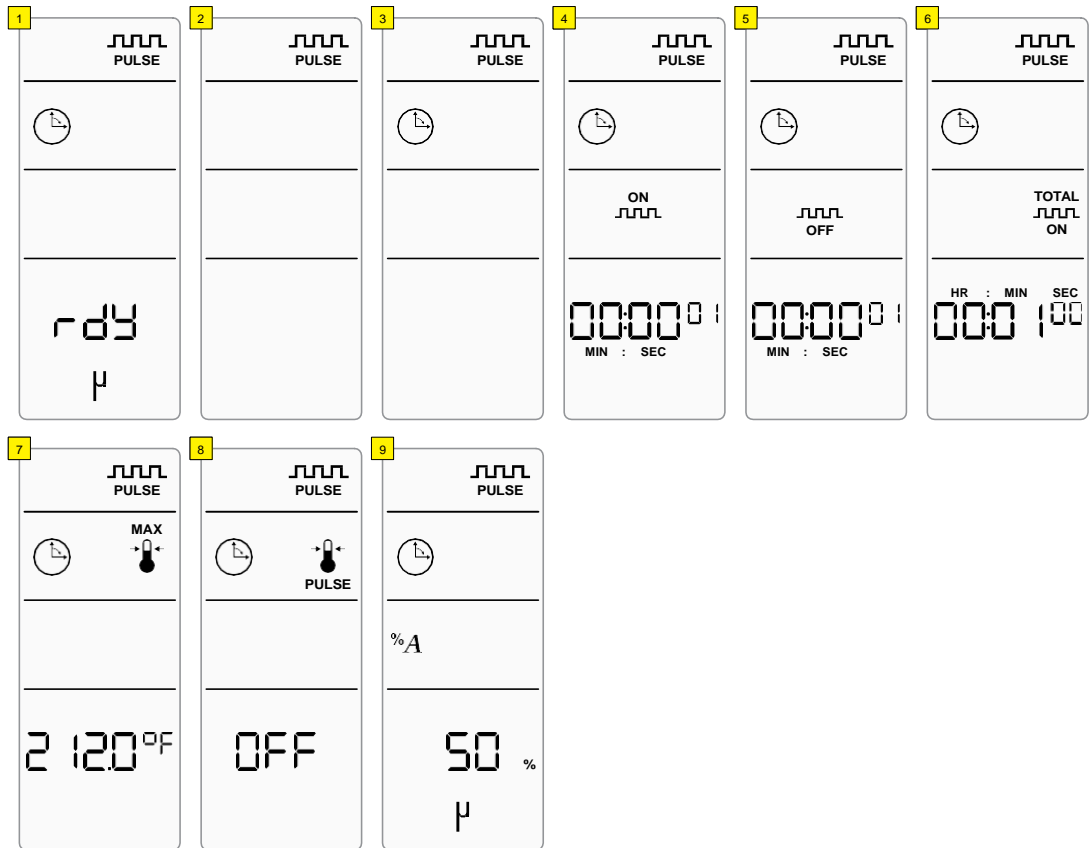 1
PULSE
rdY
µ
2
PULSE
3
PULSE
4
PULSE
ON
00:00 01
MIN : SEC
5
PULSE
OFF
00:00 01
MIN : SEC
6
PULSE
TOTAL
ON
HR : MIN SEC
00:01 00
7
PULSE
MAX
212.0°F
8
PULSE
PULSE
OFF
9
PULSE
%A
50 %
µ